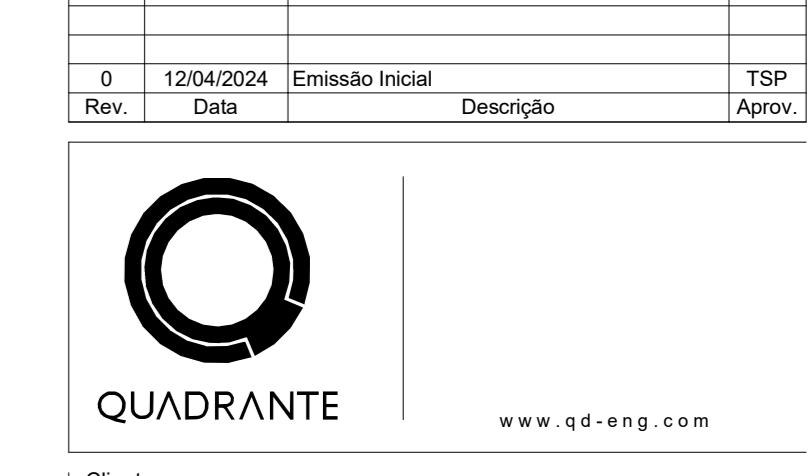 0 12/04/2024 Emissão Inicial TSP
Rev. Data Descrição Aprov.
QUADRANTE
www.qd-eng.com